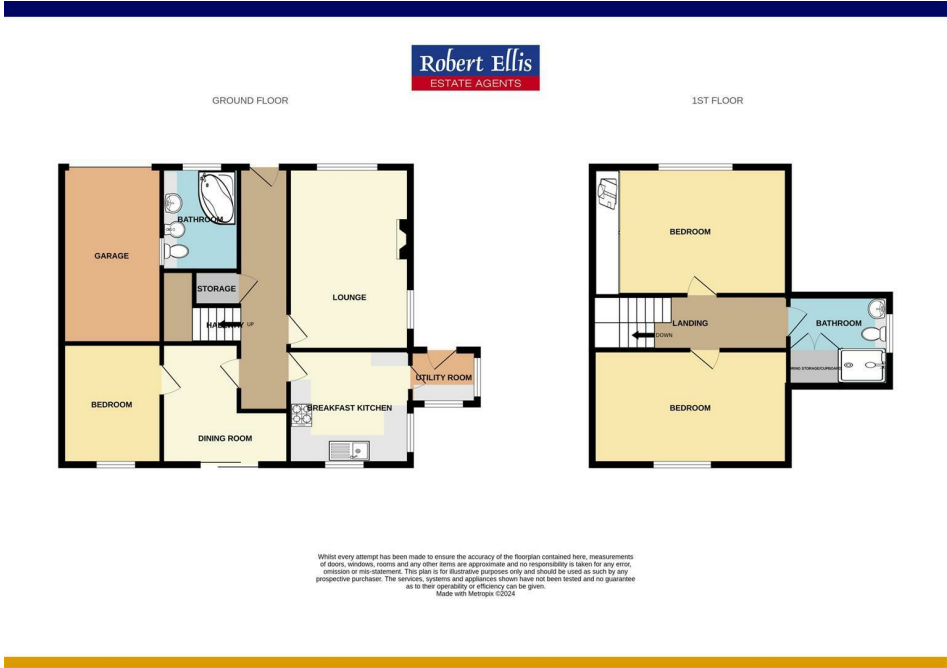 Robert Ellis
ESTATE AGENTS
GROUND FLOOR
1ST FLOOR
BATHROOM
GARAGE
STORAGE
LOUNGE
UP
BEDROOM
DINING ROOM
BREAKFAST KITCHEN
UTILITY ROOM
BEDROOM
LANDING
DOWN
BATHROOM
STORAGE/CUPBOARD
BEDROOM
Whilst every attempt has been made to ensure the accuracy of the floorplan contained here, measurements
of doors, windows, rooms and any other items are approximate and no responsibility is taken for any error,
omission or mis-statement. This plan is for illustrative purposes only and should be used as such by any
prospective purchaser. The services, systems and appliances shown have not been tested and no guarantee
as to their operability or efficiency can be given.
Made with Metropix ©2024